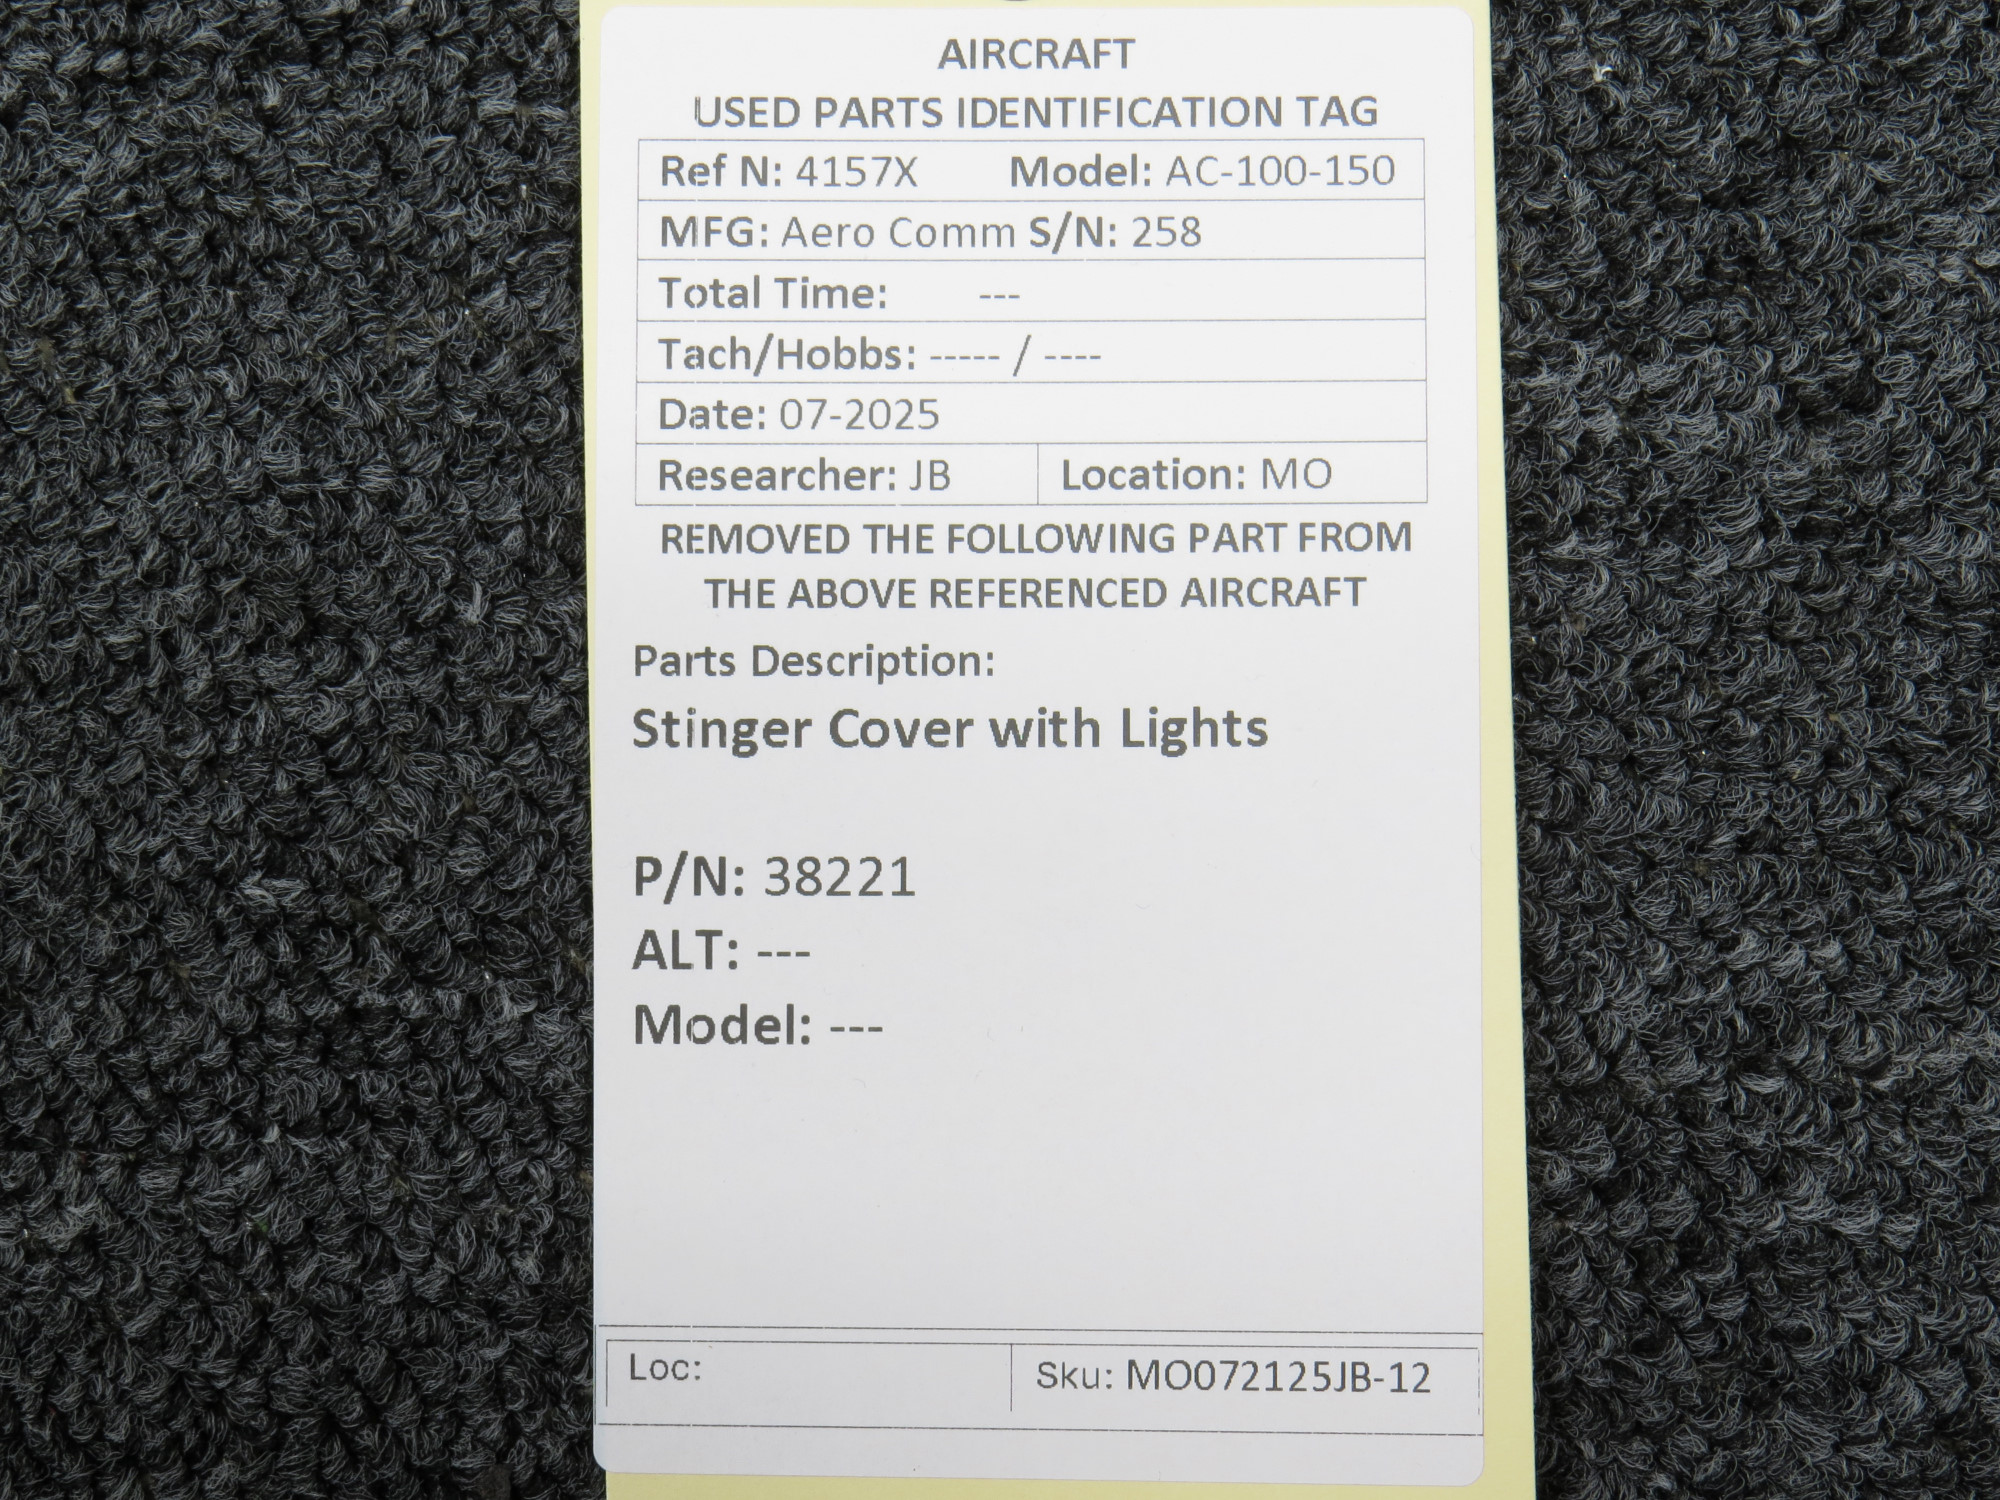 AIRCRAFT
USED PARTS IDENTIFICATION TAG
Ref N: 4157X Model: AC-100-150
MFG: Aero Comm S/N: 258
Total Time: ---
Tach/Hobbs: ----- / ----
Date: 07-2025
Researcher: JB Location: MO
REMOVED THE FOLLOWING PART FROM
THE ABOVE REFERENCED AIRCRAFT
Parts Description:
Stinger Cover with Lights
P/N: 38221
ALT: ---
Model: ---
Loc: Sku: MO072125JB-12